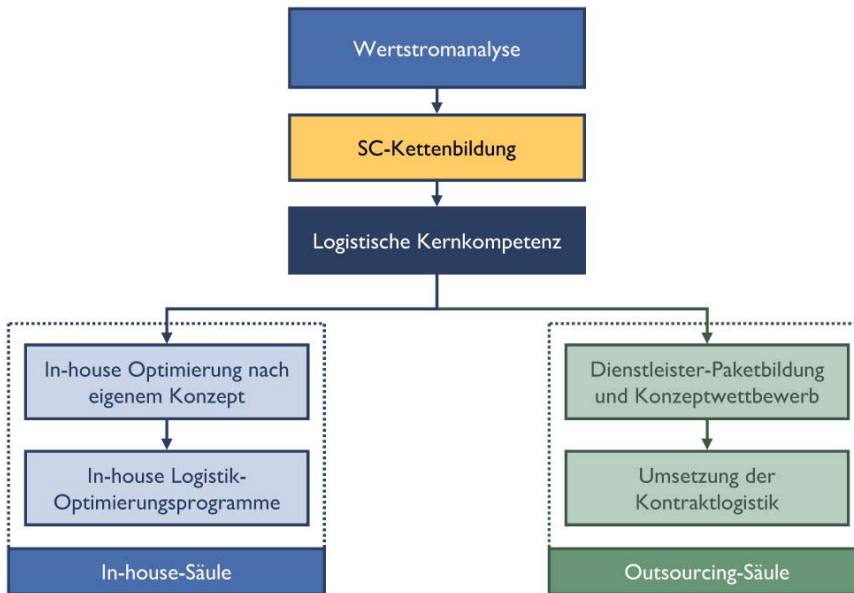 Wertstromanalyse
SC-Kettenbildung
Logistische Kernkompetenz
In-house Optimierung nach
eigenem Konzept
In-house Logistik-
Optimierungsprogramme
In-house-Säule
Dienstleister-Paketbildung
und Konzeptwettbewerb
Umsetzung der
Kontraktlogistik
Outsourcing-Säule